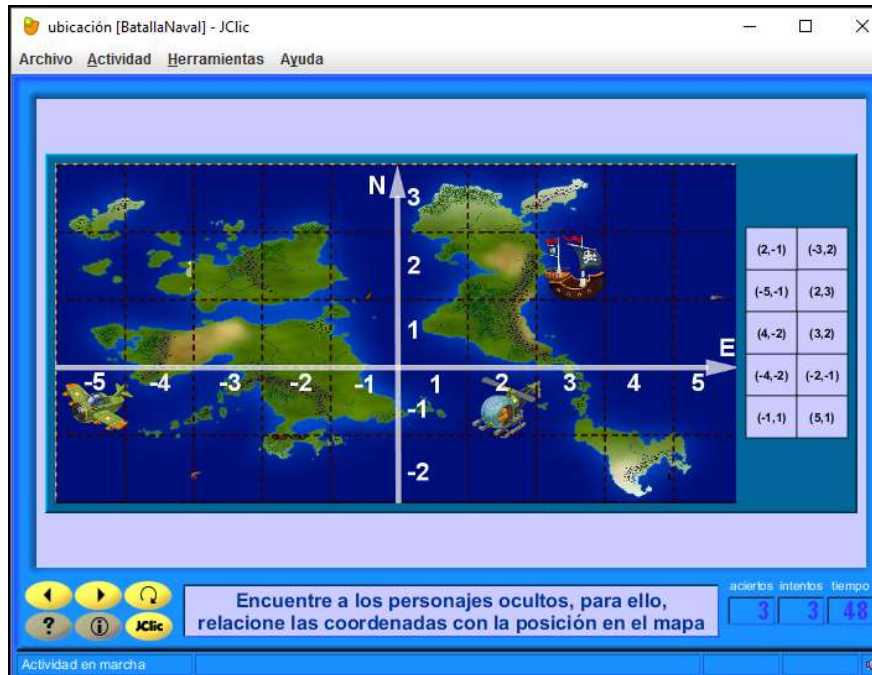 ubicación [BatallaNaval] - JClic
Archivo Actividad Herramientas Ayuda
N
3
2
1
E
-5 -4 -3 -2 -1 1 2 3 4 5
-1
-2
(2,-1) (-3,2)
(-5,-1) (2,3)
(4,-2) (3,2)
(-4,-2) (-2,-1)
(-1,1) (5,1)
JClic
Encuentre a los personajes ocultos, para ello,
relacione las coordenadas con la posición en el mapa
aciertos intentos tiempo
3 3 48
Actividad en marcha